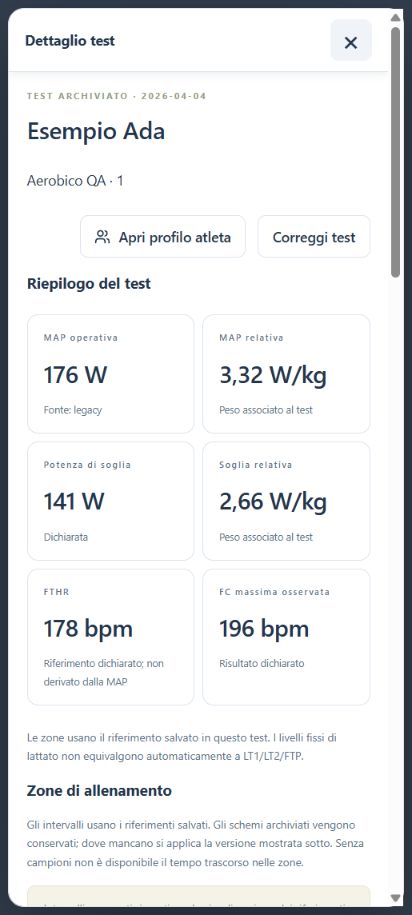 Dettaglio test
TEST ARCHIVIATO · 2026-04-04
Esempio Ada
Aerobico QA · 1
Apri profilo atleta
Correggi test
Riepilogo del test
MAP operativa
176 W
Fonte: legacy
MAP relativa
3,32 W/kg
Peso associato al test
Potenza di soglia
141 W
Dichiarata
Soglia relativa
2,66 W/kg
Peso associato al test
FTHR
178 bpm
Riferimento dichiarato; non
derivato dalla MAP
FC massima osservata
196 bpm
Risultato dichiarato
Le zone usano il riferimento salvato in questo test. I livelli fissi di
lattato non equivalgono automaticamente a LT1/LT2/FTP.
Zone di allenamento
Gli intervalli usano i riferimenti salvati. Gli schemi archiviati vengono
conservati; dove mancano si applica la versione mostrata sotto. Senza
campioni non è disponibile il tempo trascorso nelle zone.